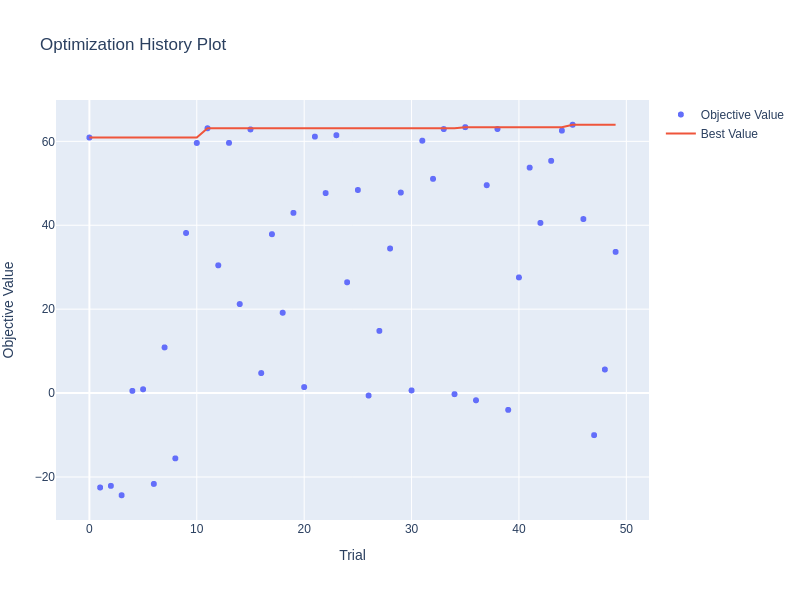 Optimization History Plot
Objective Value
Best Value
60
40
20
0
−20
Objective Value
0
10
20
30
40
50
Trial